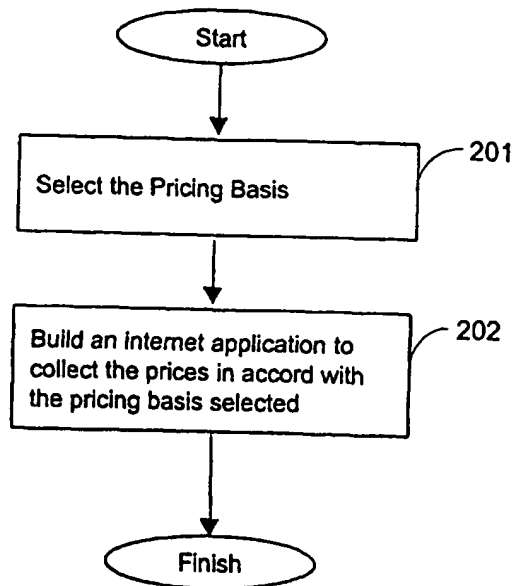 Start
201
Select the Pricing Basis
202
Build an internet application to
collect the prices in accord with
the pricing basis selected
Finish